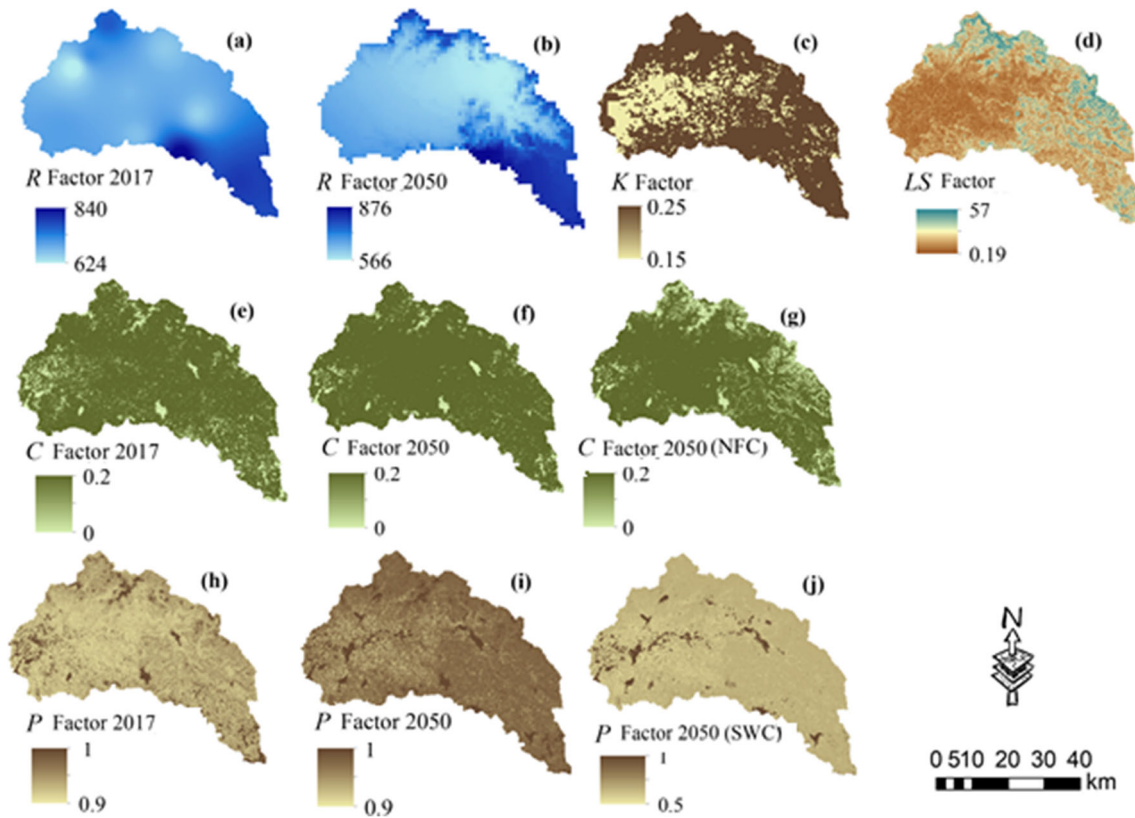 (a)
(b)
(c)
(d)
R Factor 2017
840
624
R Factor 2050
876
566
K Factor
0.25
0.15
LS Factor
57
0.19
(e)
(f)
(g)
C Factor 2017
0.2
0
C Factor 2050
0.2
0
C Factor 2050 (NFC)
0.2
0
(h)
(i)
(j)
P Factor 2017
1
0.9
P Factor 2050
1
0.9
P Factor 2050 (SWC)
1
0.5
N
0 5 10 20 30 40
km